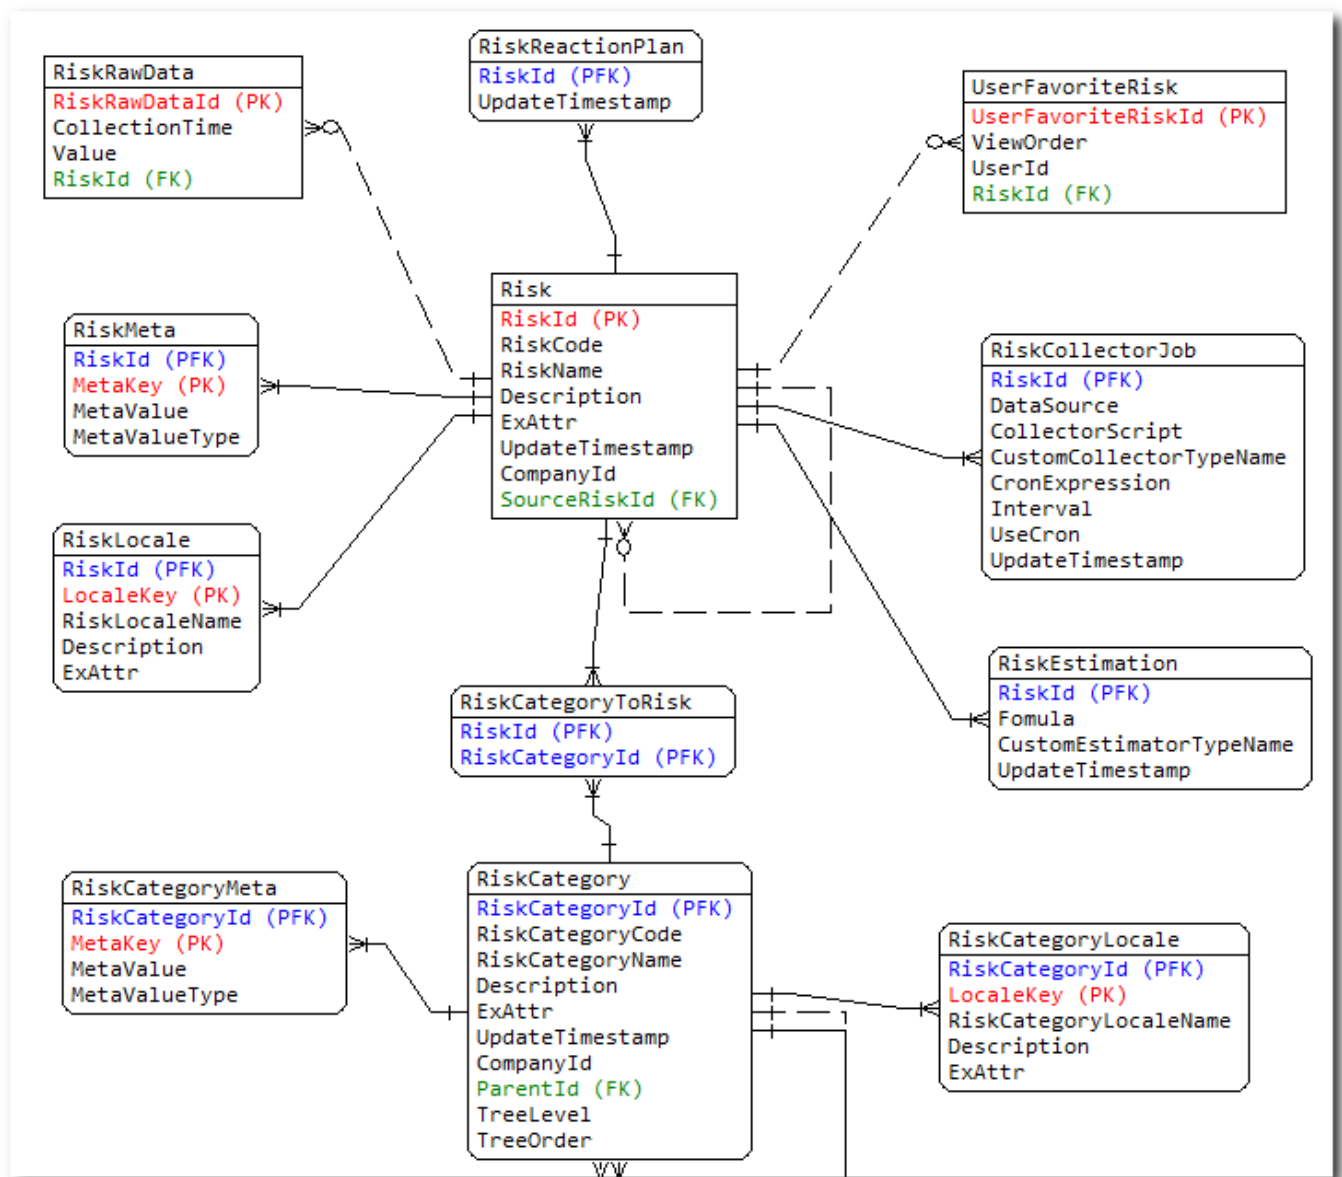 RiskReactionPlan
RiskId (PFK)
UpdateTimestamp
RiskRawData
RiskRawDataId (PK)
CollectionTime
Value
RiskId (FK)
UserFavoriteRisk
UserFavoriteRiskId (PK)
ViewOrder
UserId
RiskId (FK)
Risk
RiskId (PK)
RiskCode
RiskName
Description
ExAttr
UpdateTimestamp
CompanyId
SourceRiskId (FK)
RiskMeta
RiskId (PFK)
MetaKey (PK)
MetaValue
MetaValueType
RiskCollectorJob
RiskId (PFK)
DataSource
CollectorScript
CustomCollectorTypeName
CronExpression
Interval
UseCron
UpdateTimestamp
RiskLocale
RiskId (PFK)
LocaleKey (PK)
RiskLocaleName
Description
ExAttr
RiskEstimation
RiskId (PFK)
Fomula
CustomEstimatorTypeName
UpdateTimestamp
RiskCategoryToRisk
RiskId (PFK)
RiskCategoryId (PFK)
RiskCategoryMeta
RiskCategoryId (PFK)
MetaKey (PK)
MetaValue
MetaValueType
RiskCategory
RiskCategoryId (PFK)
RiskCategoryCode
RiskCategoryName
Description
ExAttr
UpdateTimestamp
CompanyId
ParentId (FK)
TreeLevel
TreeOrder
RiskCategoryLocale
RiskCategoryId (PFK)
LocaleKey (PK)
RiskCategoryLocaleName
Description
ExAttr